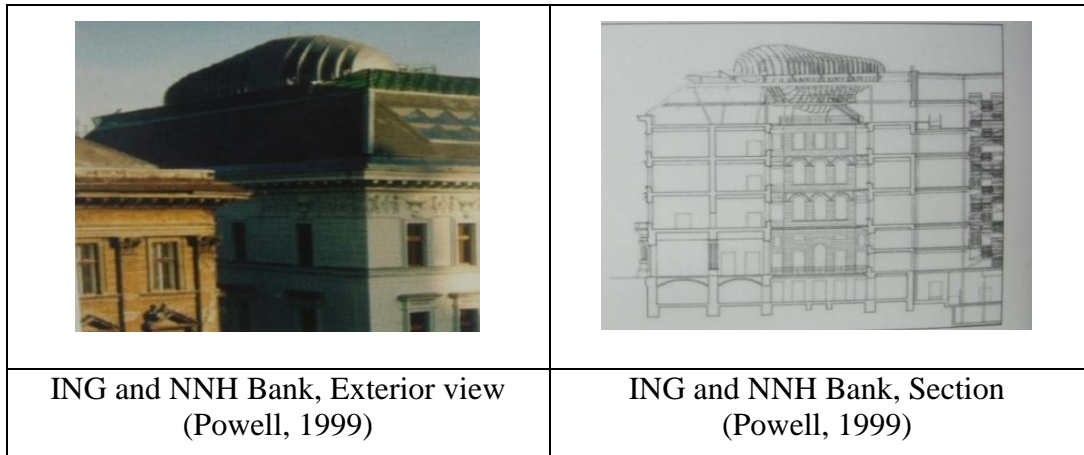 ING and NNH Bank, Exterior view
(Powell, 1999)
ING and NNH Bank, Section
(Powell, 1999)